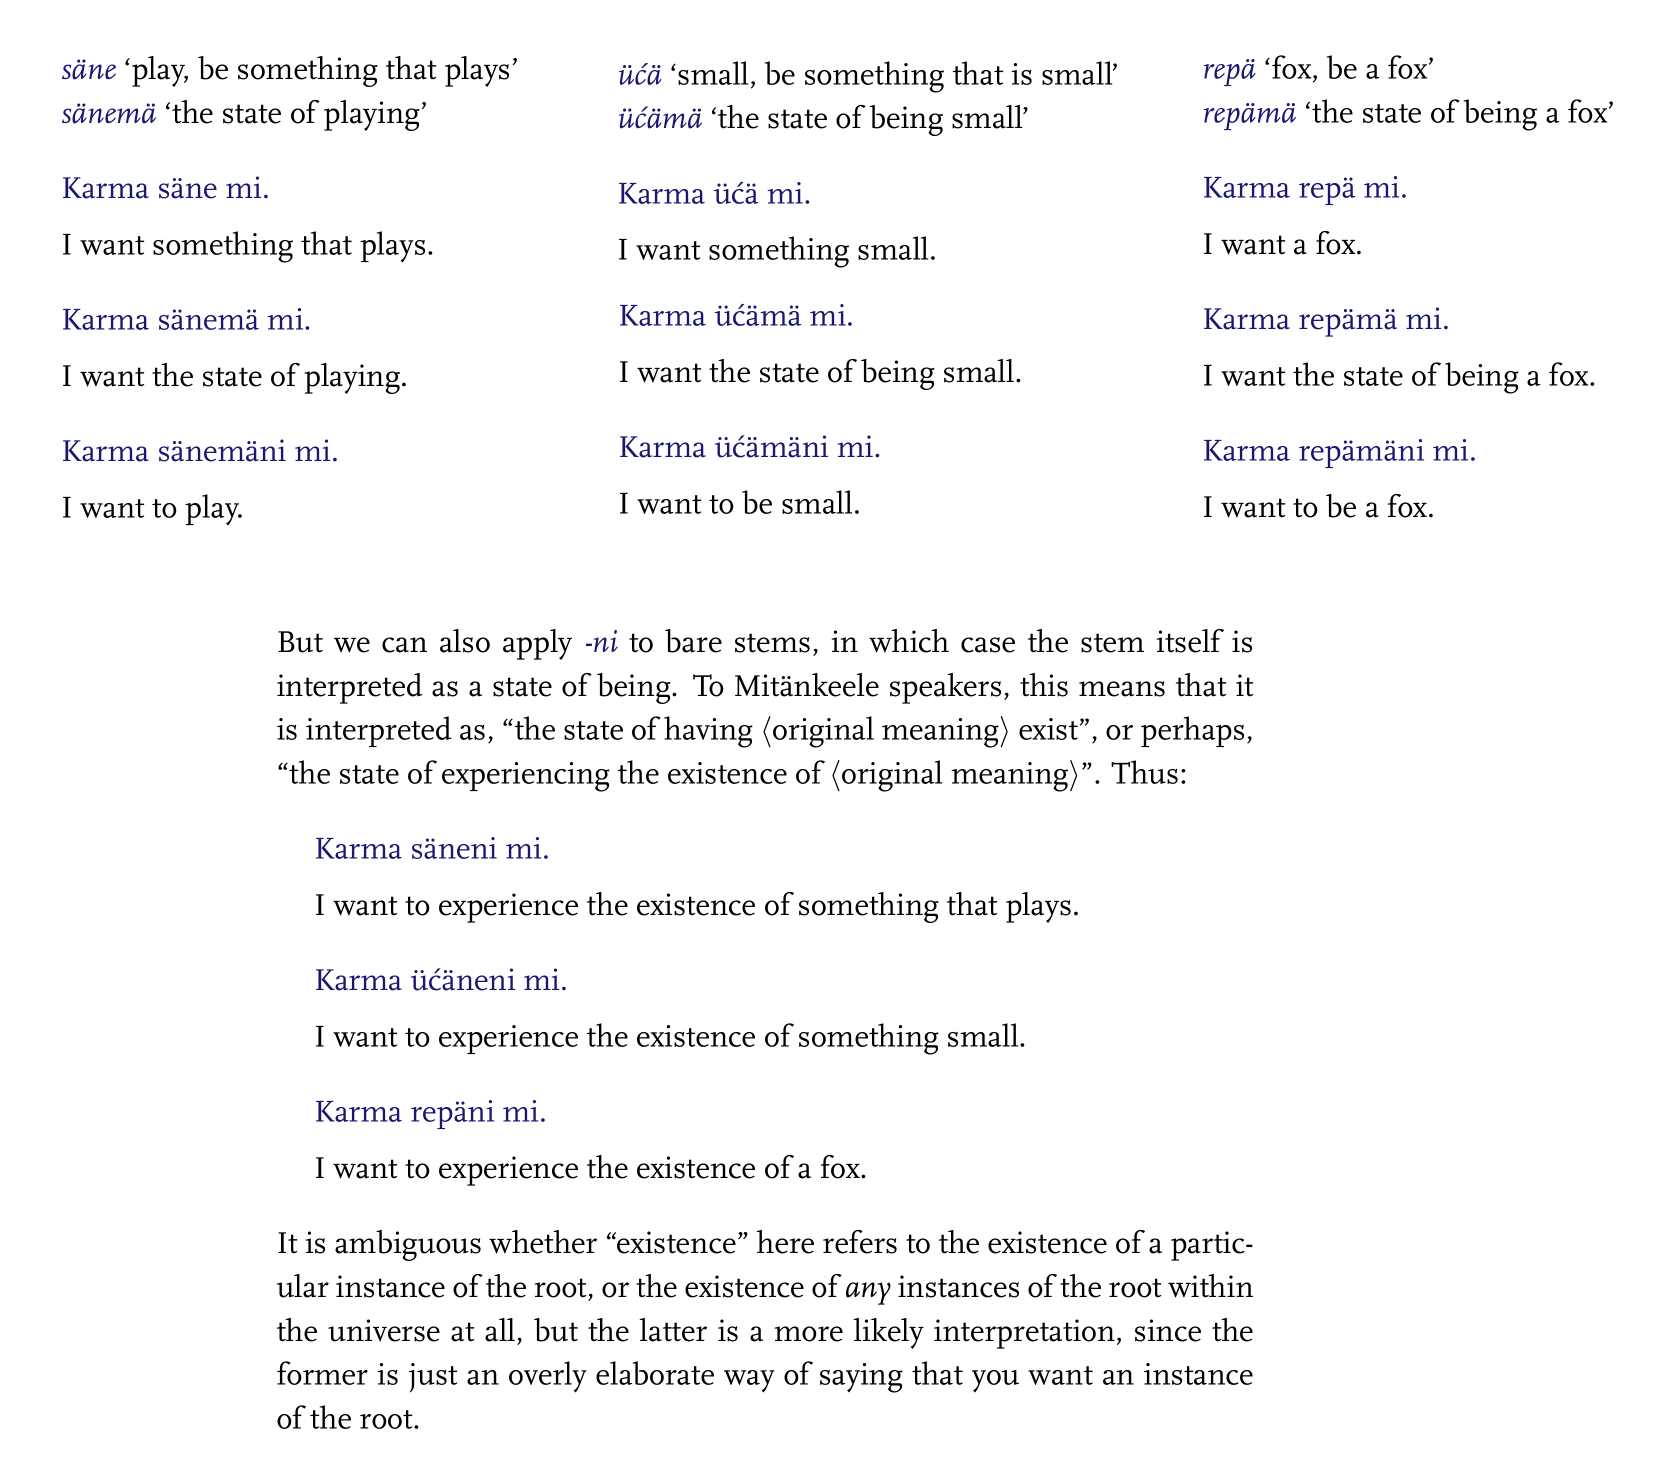 säne ‘play, be something that plays’
sänemä ‘the state of playing’
Karma säne mi.
I want something that plays.
Karma sänemä mi.
I want the state of playing.
Karma sänemäni mi.
I want to play.
üćä ‘small, be something that is small’
üćämä ‘the state of being small’
Karma üćä mi.
I want something small.
Karma üćämä mi.
I want the state of being small.
Karma üćämäni mi.
I want to be small.
repä ‘fox, be a fox’
repämä ‘the state of being a fox’
Karma repä mi.
I want a fox.
Karma repämä mi.
I want the state of being a fox.
Karma repämäni mi.
I want to be a fox.
But we can also apply -ni to bare stems, in which case the stem itself is
interpreted as a state of being. To Mitänkeele speakers, this means that it
is interpreted as, “the state of having ⟨original meaning⟩ exist”, or perhaps,
“the state of experiencing the existence of ⟨original meaning⟩”. Thus:
Karma säneni mi.
I want to experience the existence of something that plays.
Karma üćäneni mi.
I want to experience the existence of something small.
Karma repäni mi.
I want to experience the existence of a fox.
It is ambiguous whether “existence” here refers to the existence of a partic-
ular instance of the root, or the existence of any instances of the root within
the universe at all, but the latter is a more likely interpretation, since the
former is just an overly elaborate way of saying that you want an instance
of the root.